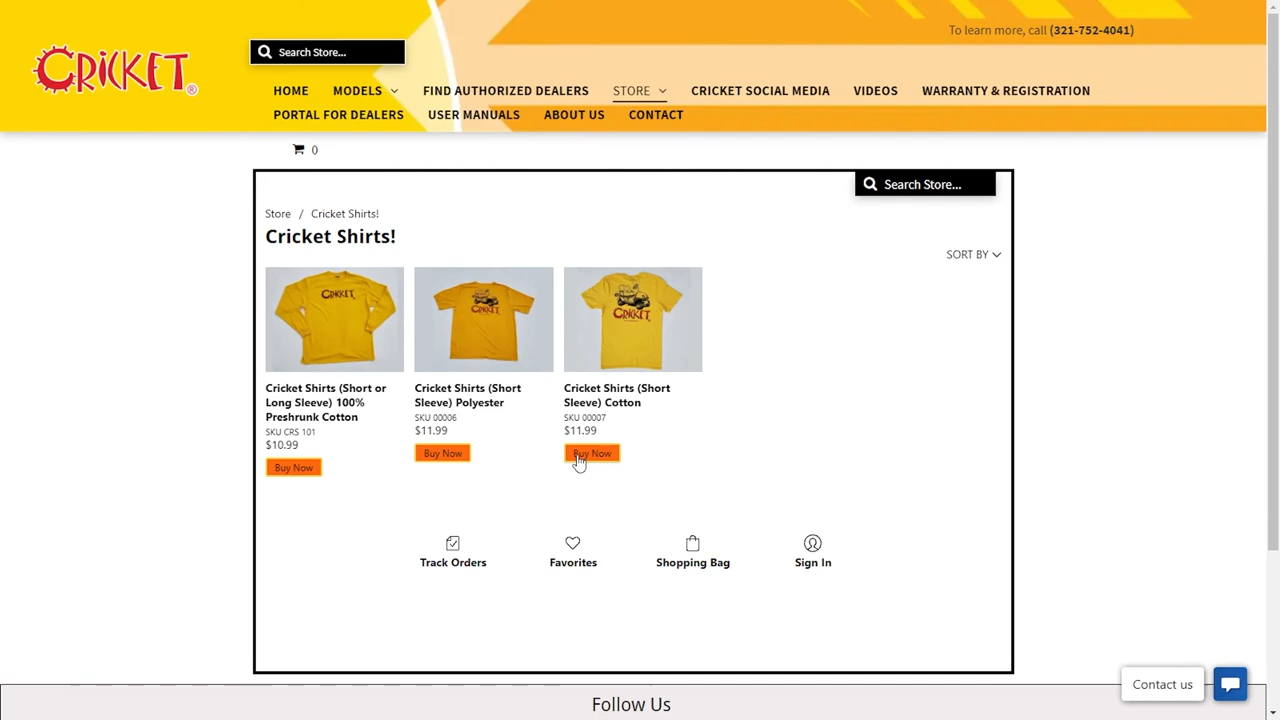 To learn more, call (321-752-4041)
CRICKET®
Search Store...
HOME MODELS FIND AUTHORIZED DEALERS STORE CRICKET SOCIAL MEDIA VIDEOS WARRANTY & REGISTRATION
PORTAL FOR DEALERS USER MANUALS ABOUT US CONTACT
0
Search Store...
Store / Cricket Shirts!
Cricket Shirts!
SORT BY
CRICKET
CRICKET
CRICKET
Cricket Shirts (Short or
Long Sleeve) 100%
Preshrunk Cotton
SKU CRS 101
$10.99
Buy Now
Cricket Shirts (Short
Sleeve) Polyester
SKU 00006
$11.99
Buy Now
Cricket Shirts (Short
Sleeve) Cotton
SKU 00007
$11.99
Buy Now
Track Orders Favorites Shopping Bag Sign In
Contact us
Follow Us